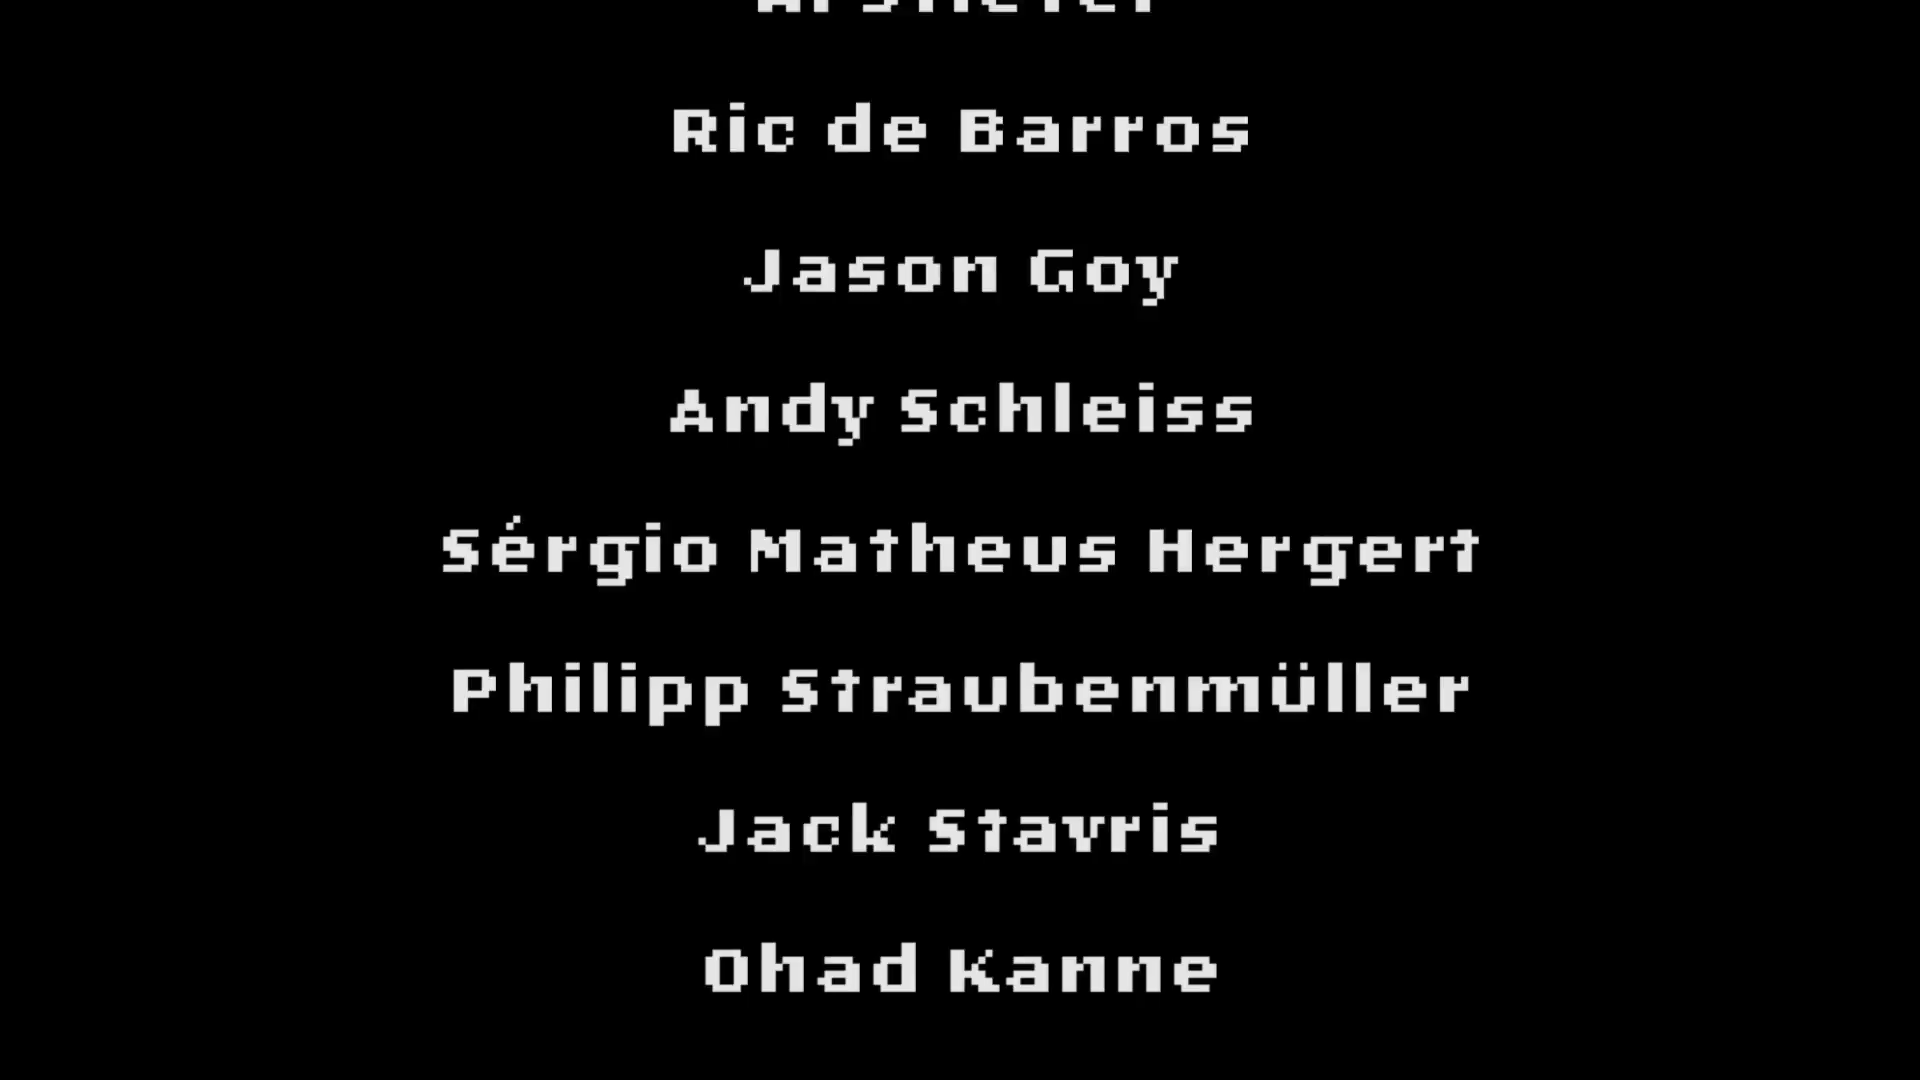 Ric de Barros
Jason Goy
Andy Schleiss
Sérgio Matheus Hergert
Philipp Straubenmüller
Jack Stavris
Ohad Kanne